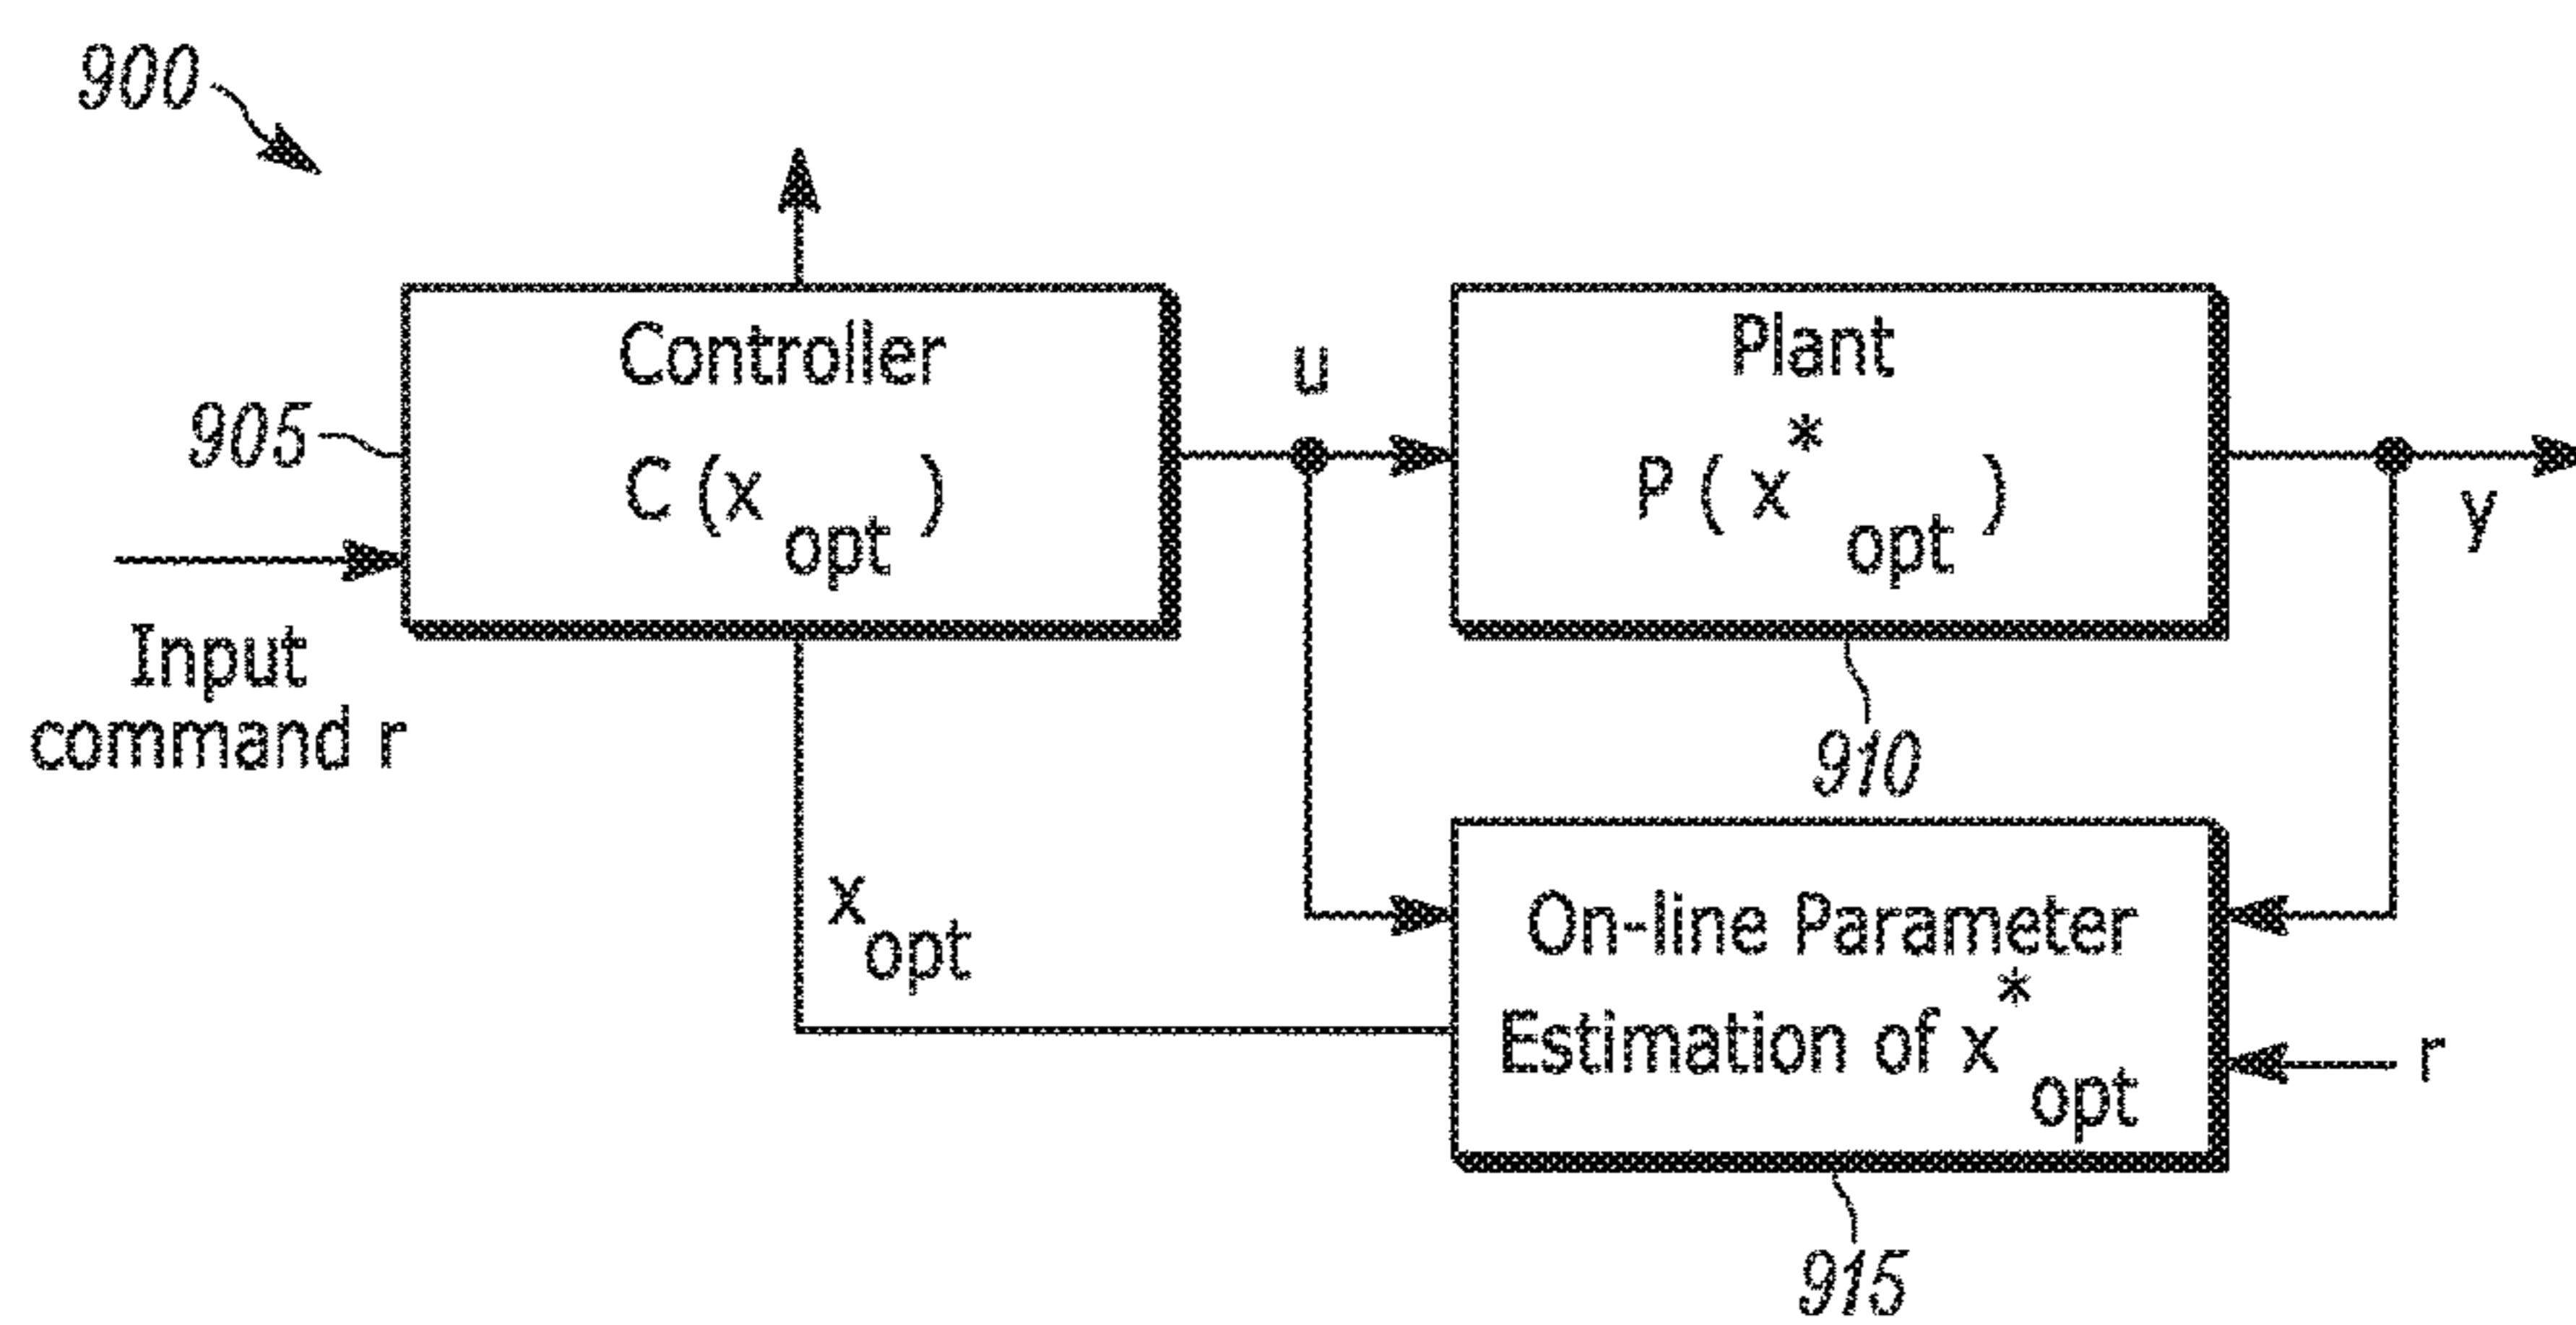 900
Controller
C (x opt )
905
u
Plant
P ( x* opt )
y
Input
command r
910
x opt
On-line Parameter
Estimation of x* opt
r
915